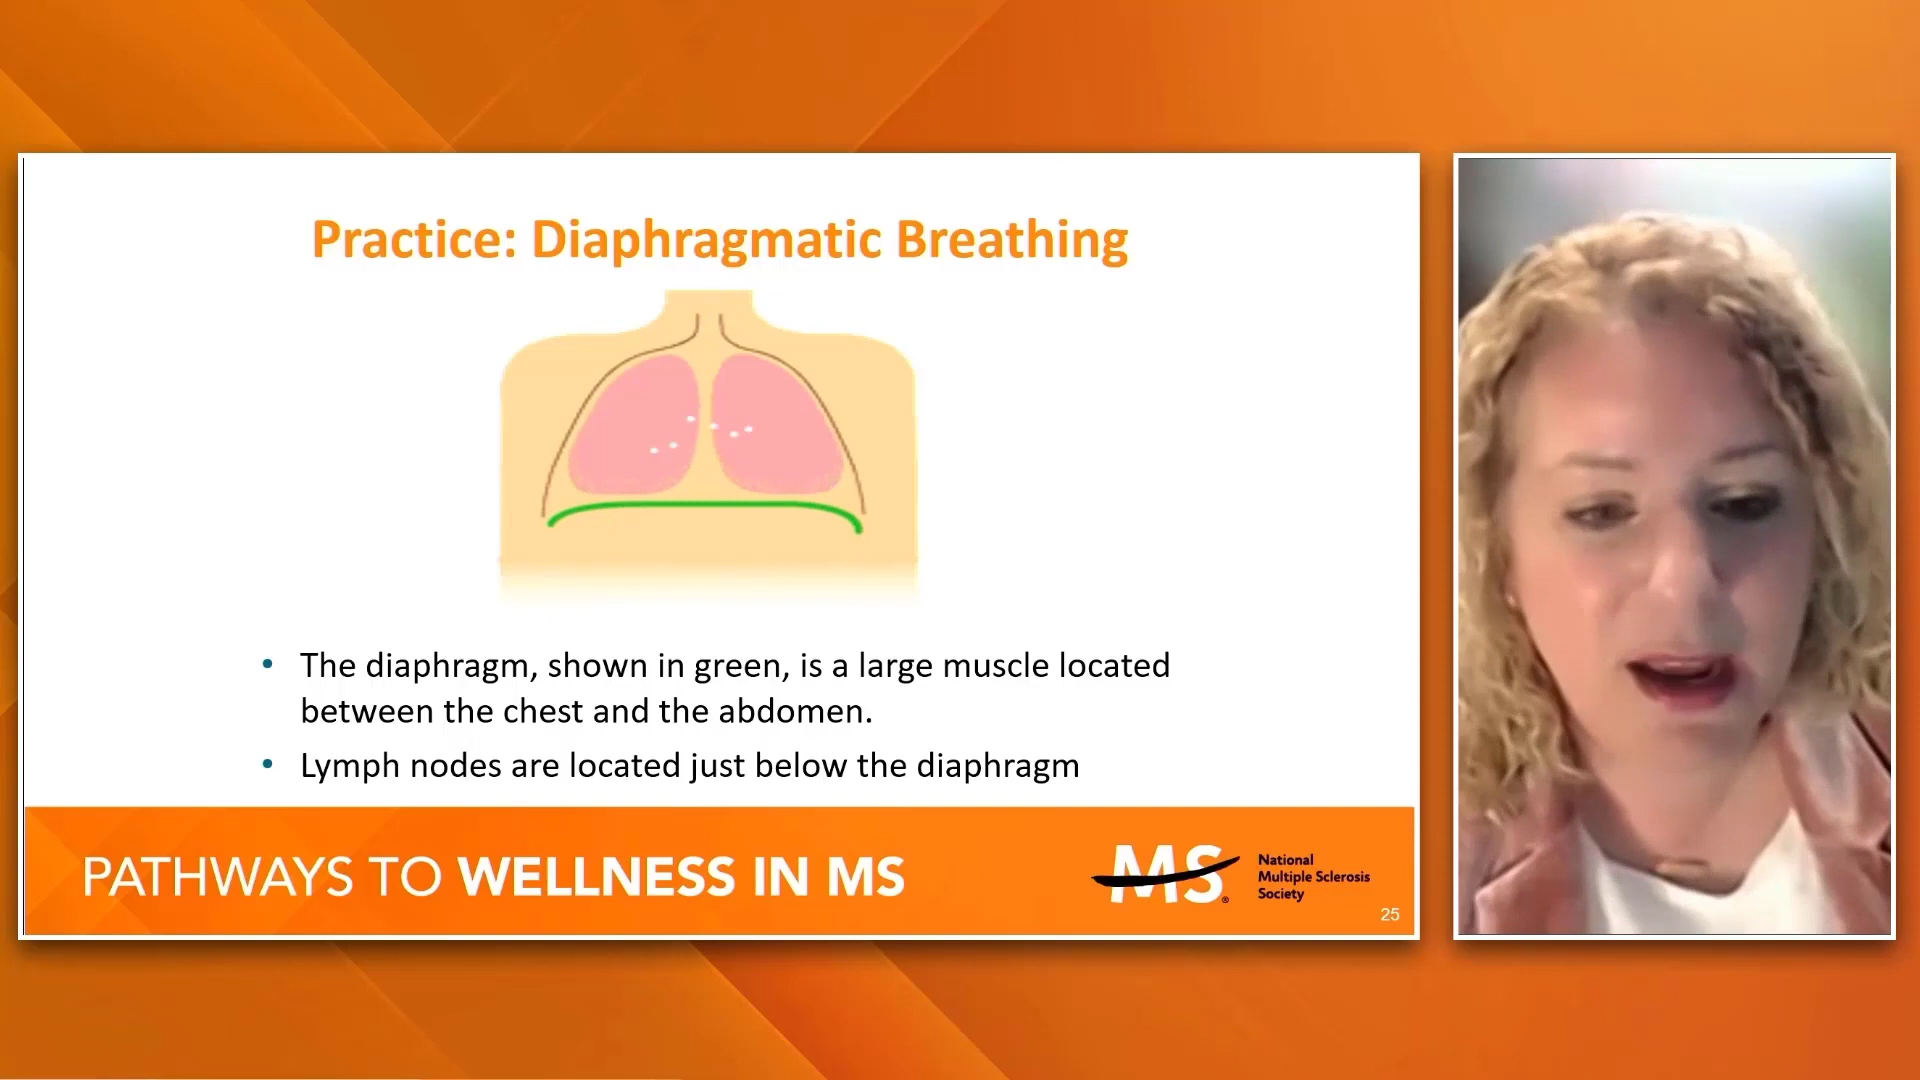 Practice: Diaphragmatic Breathing
• The diaphragm, shown in green, is a large muscle located
between the chest and the abdomen.
• Lymph nodes are located just below the diaphragm
PATHWAYS TO WELLNESS IN MS
MS®
National
Multiple Sclerosis
Society
25